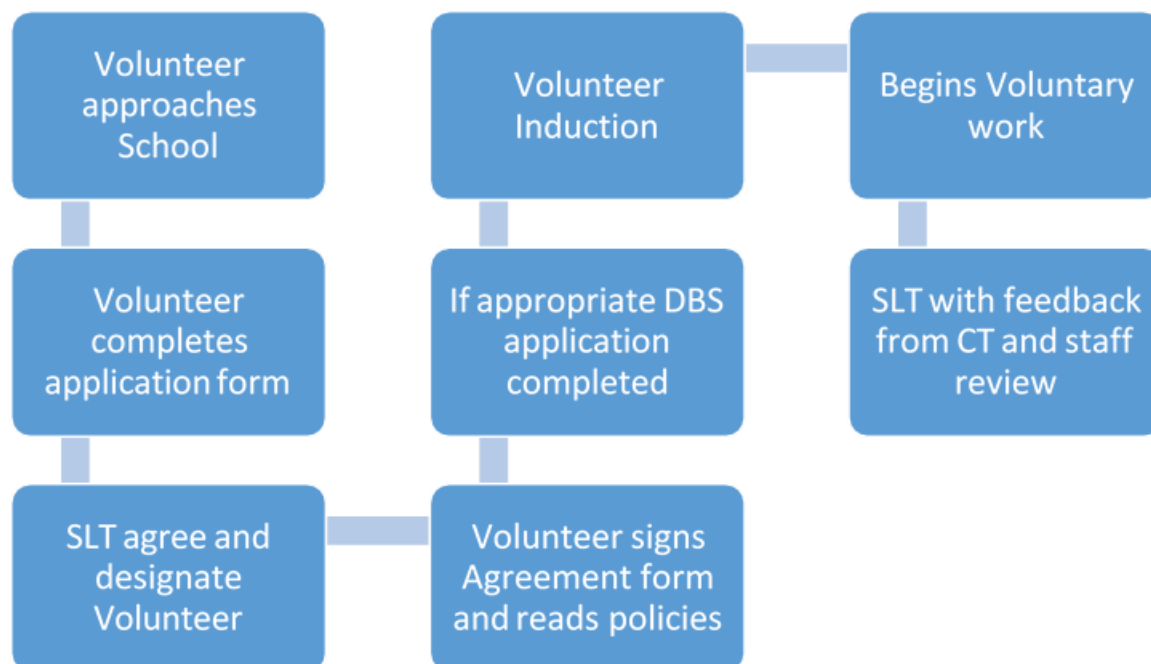 Volunteer
approaches
School
Volunteer
completes
application form
SLT agree and
designate
Volunteer
Volunteer signs
Agreement form
and reads policies
If appropriate DBS
application
completed
Volunteer
Induction
Begins Voluntary
work
SLT with feedback
from CT and staff
review